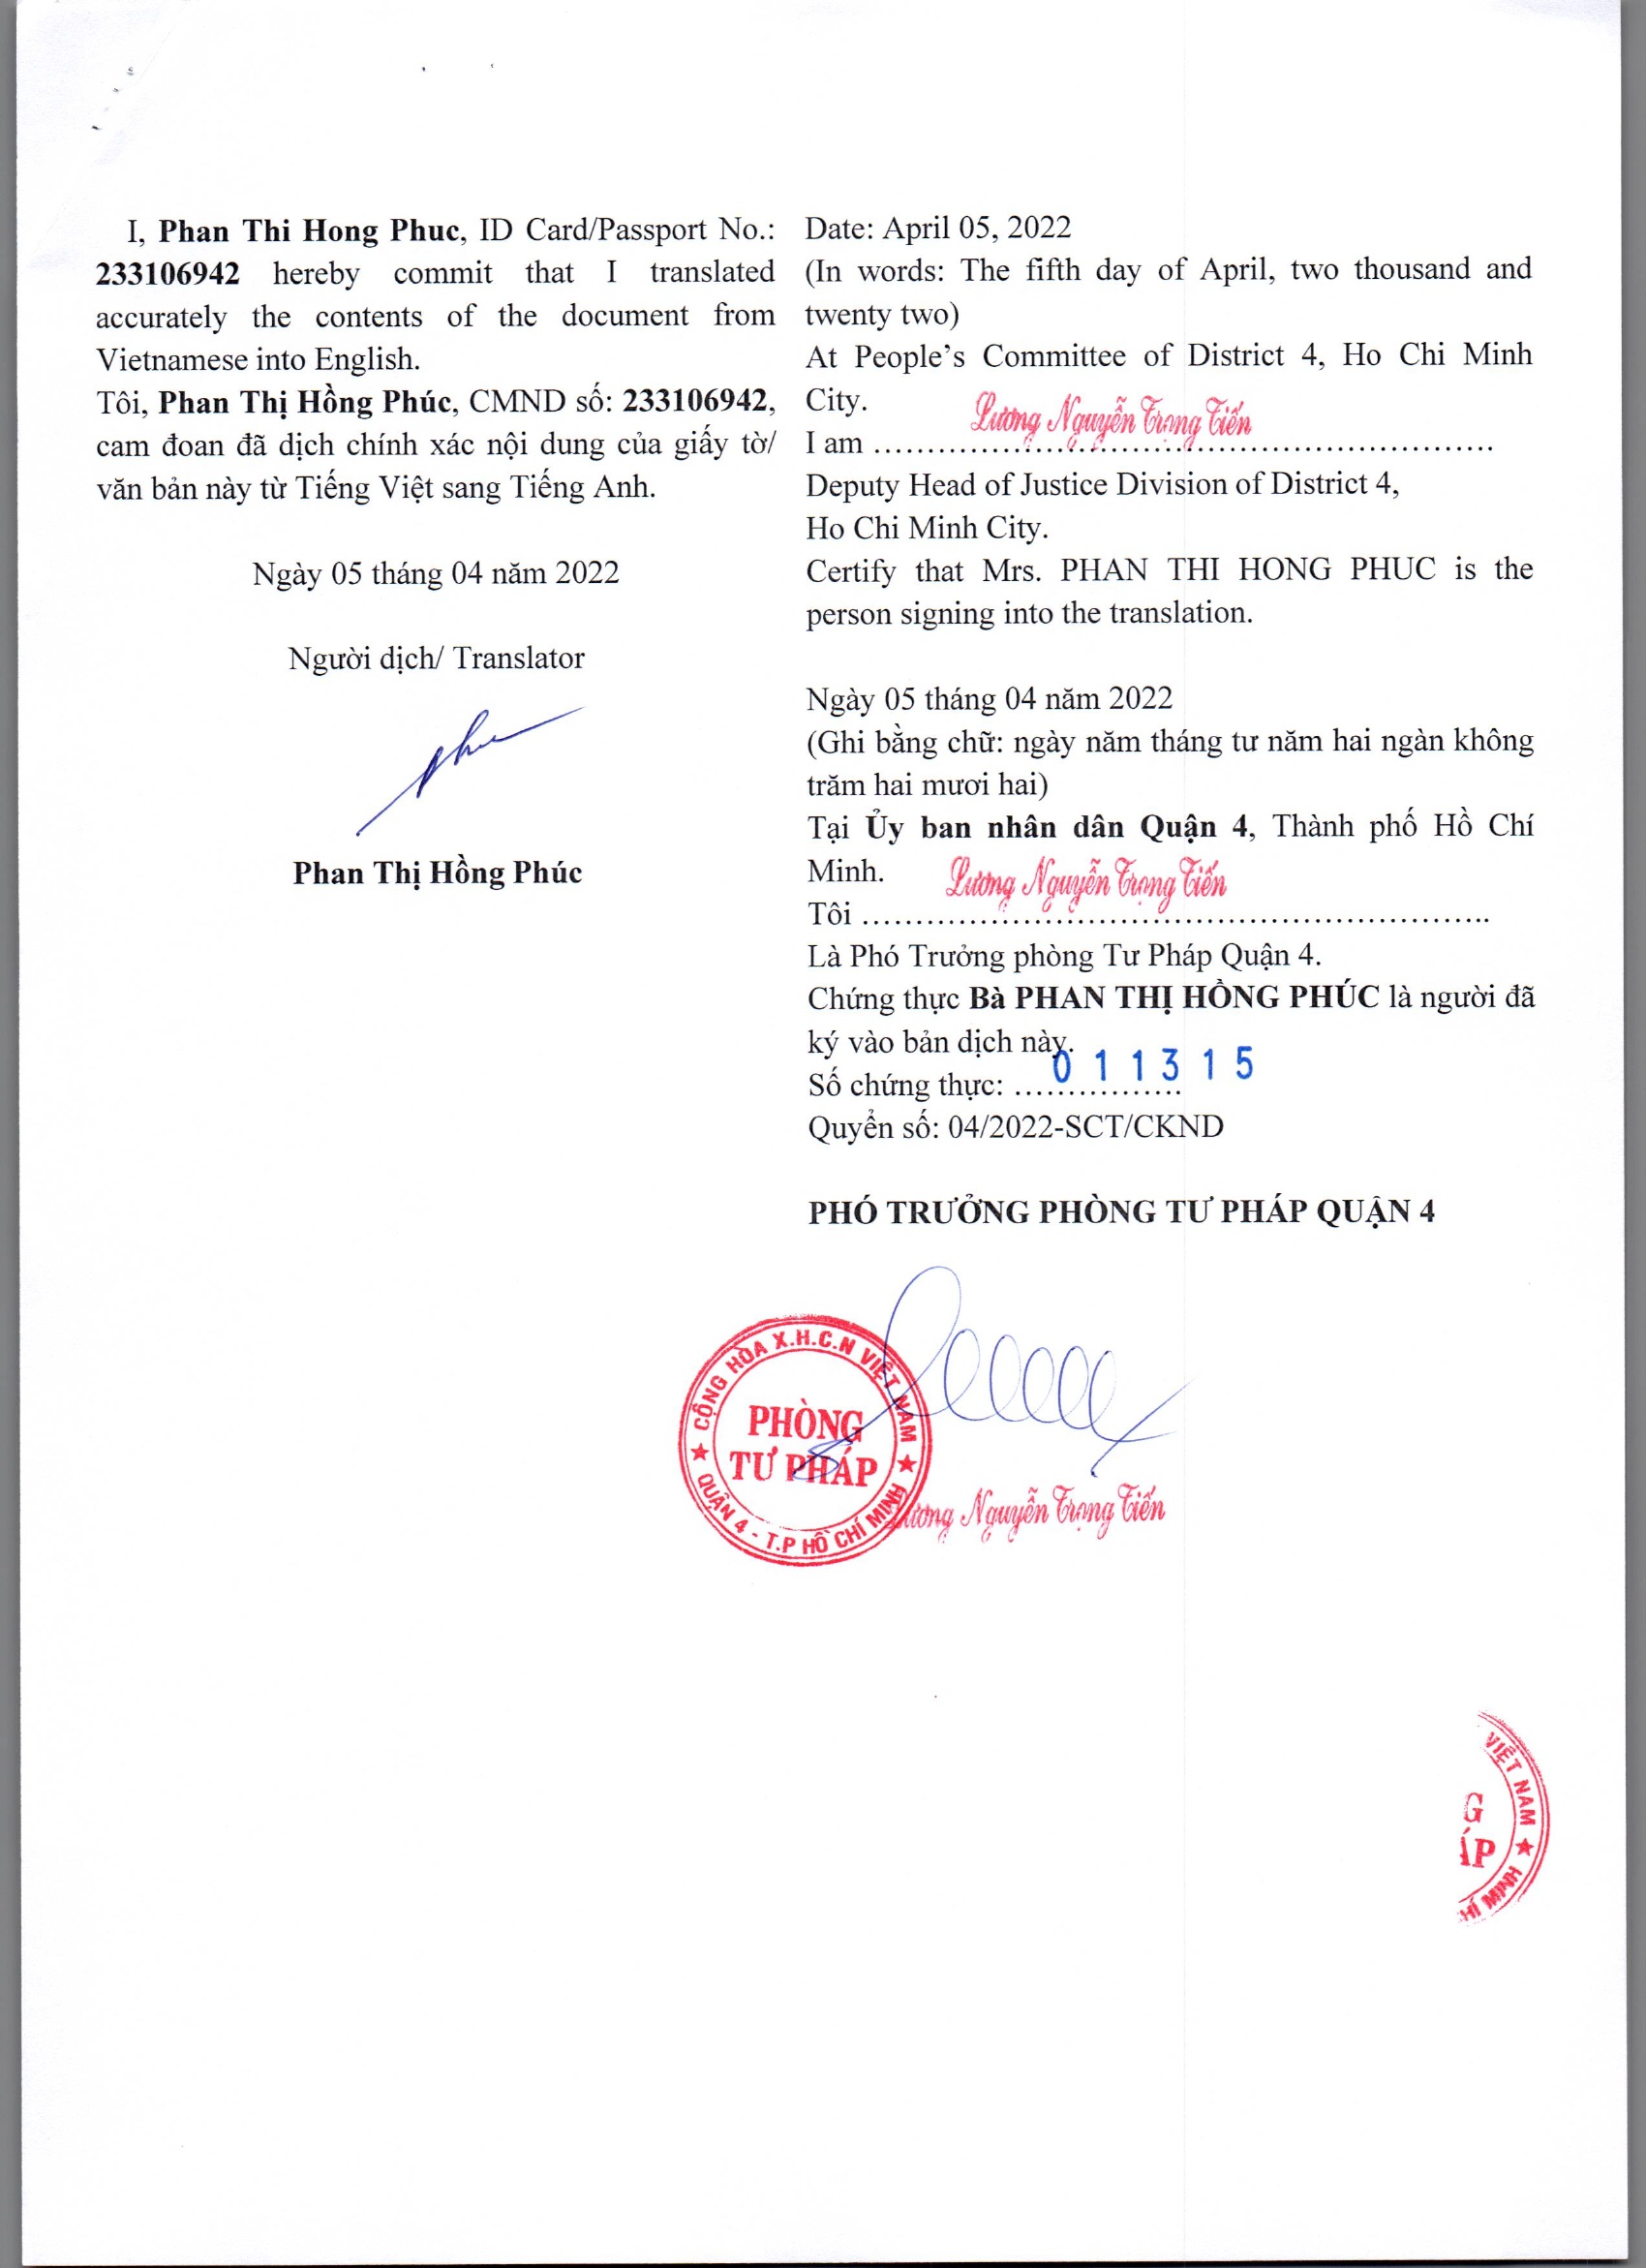 I, Phan Thi Hong Phuc, ID Card/Passport No.:
233106942 hereby commit that I translated
accurately the contents of the document from
Vietnamese into English.
Tôi, Phan Thị Hồng Phúc, CMND số: 233106942,
cam đoan đã dịch chính xác nội dung của giấy tờ/
văn bản này từ Tiếng Việt sang Tiếng Anh.
Ngày 05 tháng 04 năm 2022
Người dịch/ Translator
Phan Thị Hồng Phúc
Date: April 05, 2022
(In words: The fifth day of April, two thousand and
twenty two)
At People’s Committee of District 4, Ho Chi Minh
City.
I am Lương Nguyễn Trọng Tiến
Deputy Head of Justice Division of District 4,
Ho Chi Minh City.
Certify that Mrs. PHAN THI HONG PHUC is the
person signing into the translation.
Ngày 05 tháng 04 năm 2022
(Ghi bằng chữ: ngày năm tháng tư năm hai ngàn không
trăm hai mươi hai)
Tại Ủy ban nhân dân Quận 4, Thành phố Hồ Chí
Minh.
Tôi Lương Nguyễn Trọng Tiến
Là Phó Trưởng phòng Tư Pháp Quận 4.
Chứng thực Bà PHAN THỊ HỒNG PHÚC là người đã
ký vào bản dịch này.
Số chứng thực: 011315
Quyển số: 04/2022-SCT/CKND
PHÓ TRƯỞNG PHÒNG TƯ PHÁP QUẬN 4
CỘNG HÒA X.H.C.N VIỆT NAM
PHÒNG
TƯ PHÁP
QUẬN 4 - T.P HỒ CHÍ MINH
Lương Nguyễn Trọng Tiến
VIỆT NAM
G
ÁP
HÍ MINH